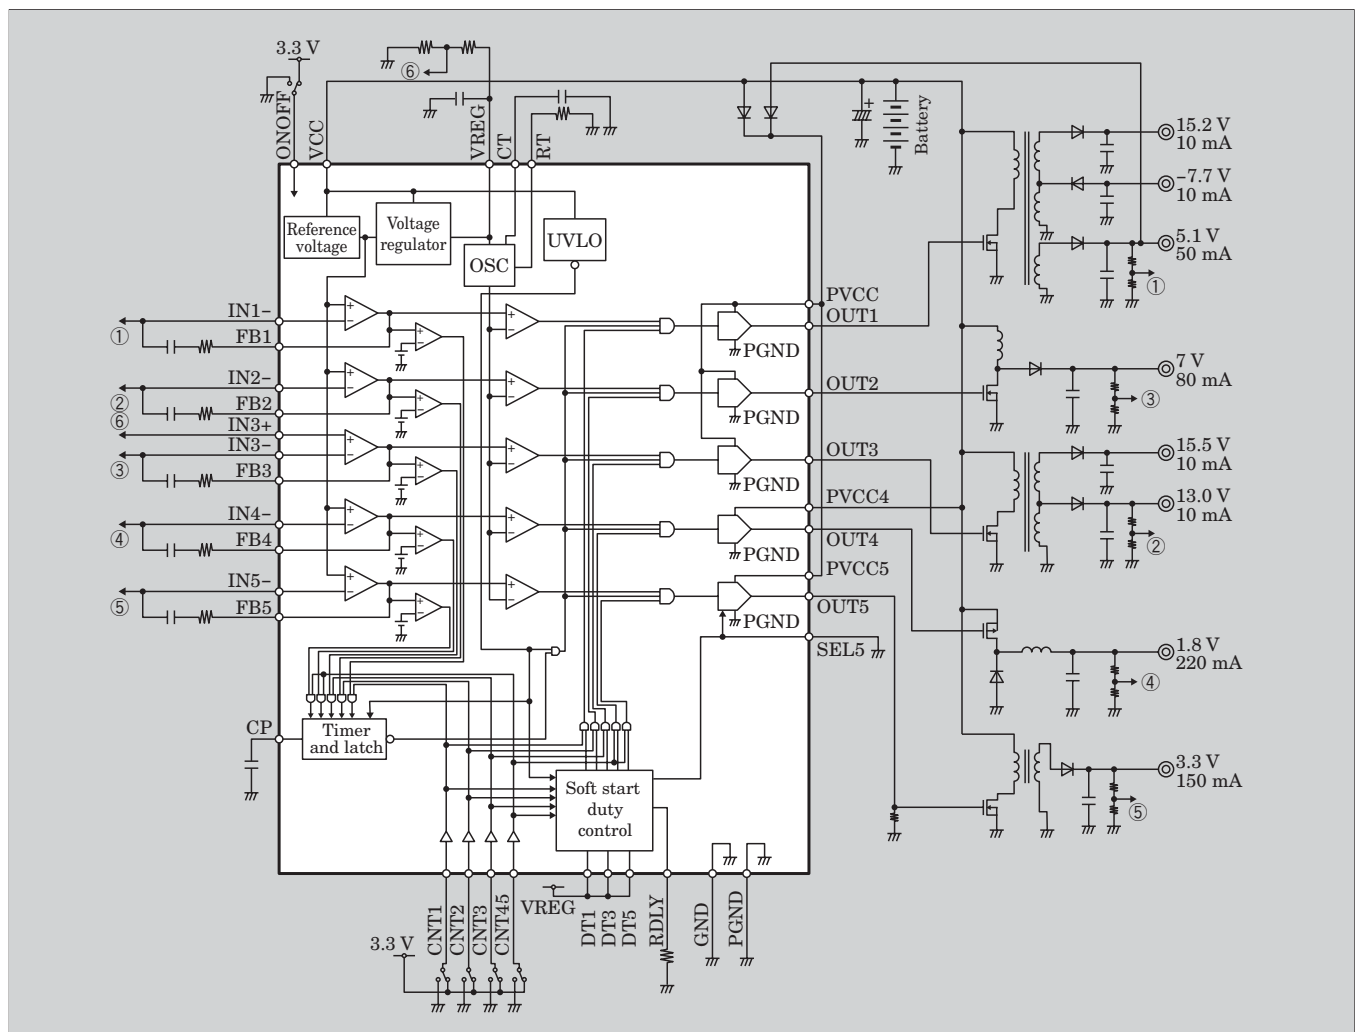 3.3 V
⑥
ONOFF
VCC
VREG
CT
RT
Battery
15.2 V
10 mA
-7.7 V
10 mA
5.1 V
50 mA
①
Reference
voltage
Voltage
regulator
OSC
UVLO
IN1-
①
FB1
IN2-
②
FB2
⑥
IN3+
IN3-
③
FB3
IN4-
④
FB4
IN5-
⑤
FB5
+
-
+
-
+
-
+
-
+
-
+
-
+
-
+
-
+
-
+
-
+
-
+
-
+
-
+
-
+
-
+
PVCC
OUT1
PGND
OUT2
PGND
OUT3
PGND
PVCC4
OUT4
PGND
PVCC5
OUT5
PGND
SEL5
7 V
80 mA
③
15.5 V
10 mA
13.0 V
10 mA
②
1.8 V
220 mA
④
3.3 V
150 mA
⑤
CP
Timer
and latch
Soft start
duty
control
CNT1
CNT2
CNT3
CNT45
VREG
DT1
DT3
DT5
RDLY
GND
PGND
3.3 V